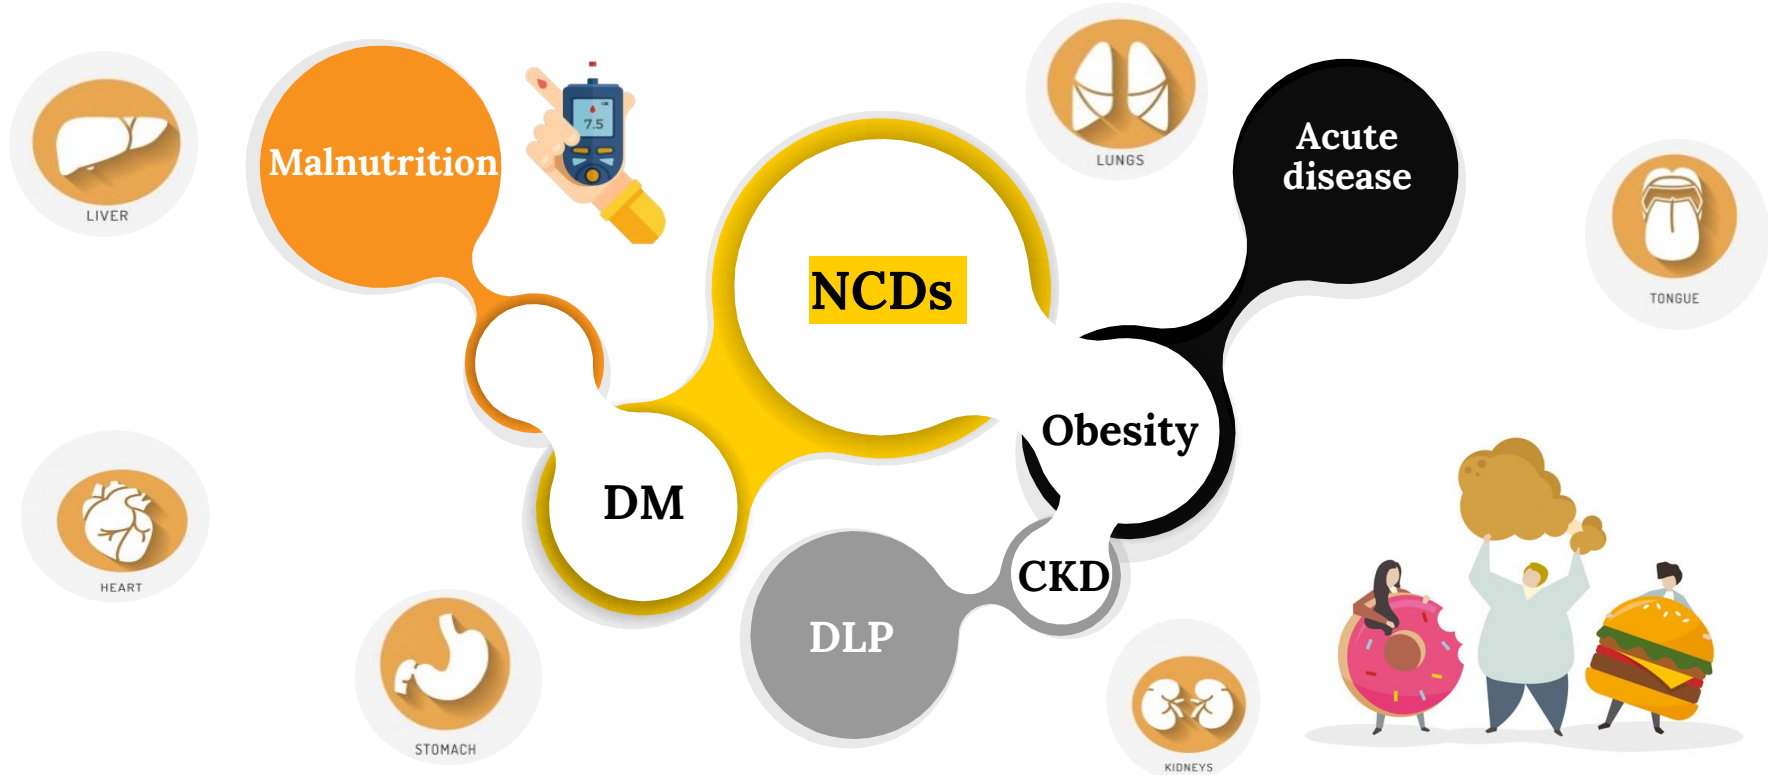 LIVER
Malnutrition
7.5
NCDs
LUNGS
Acute
disease
TONGUE
HEART
DM
Obesity
CKD
DLP
STOMACH
KIDNEYS